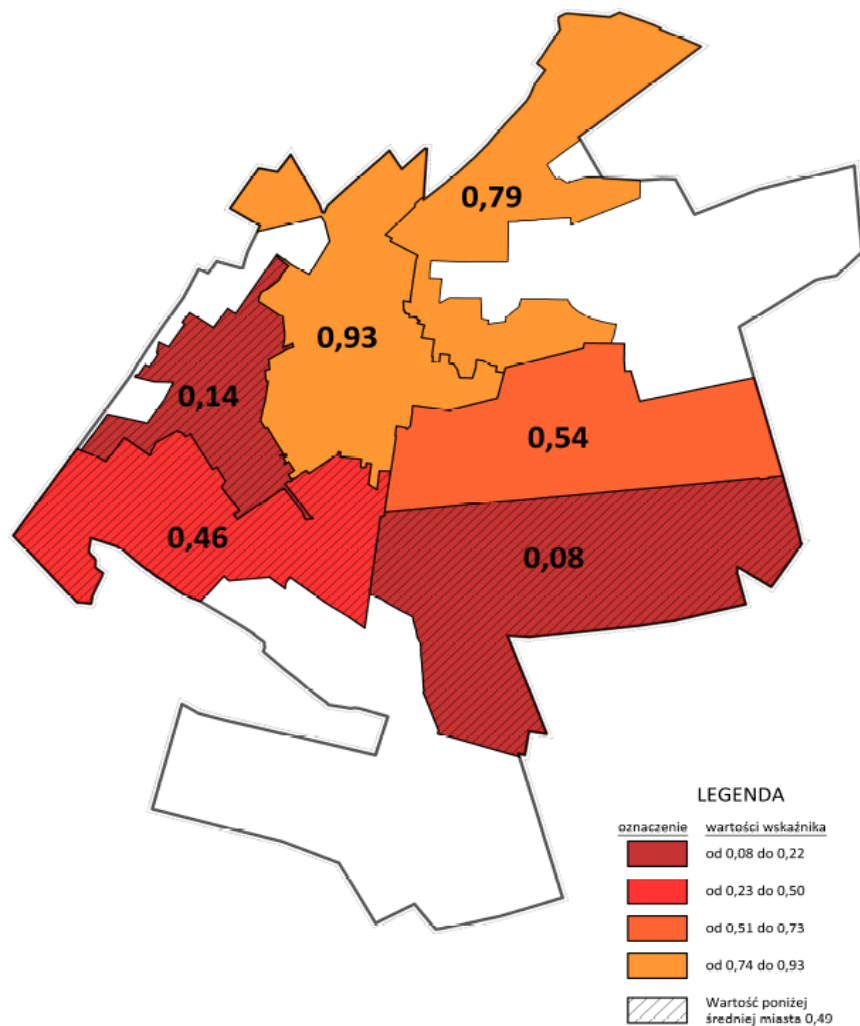 0,79
0,93
0,14
0,54
0,46
0,08
LEGENDA
oznaczenie wartości wskaźnika
od 0,08 do 0,22
od 0,23 do 0,50
od 0,51 do 0,73
od 0,74 do 0,93
Wartość poniżej
średniej miasta 0,49